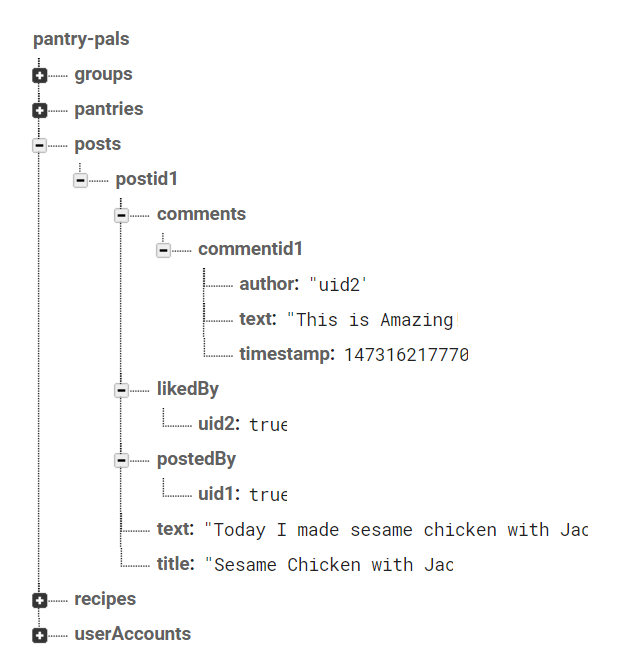 pantry-pals
groups
pantries
posts
postid1
comments
commentid1
author: "uid2'
text: "This is Amazing
timestamp: 147316217770
likedBy
uid2: true
postedBy
uid1: true
text: "Today I made sesame chicken with Jac
title: "Sesame Chicken with Jac
recipes
userAccounts